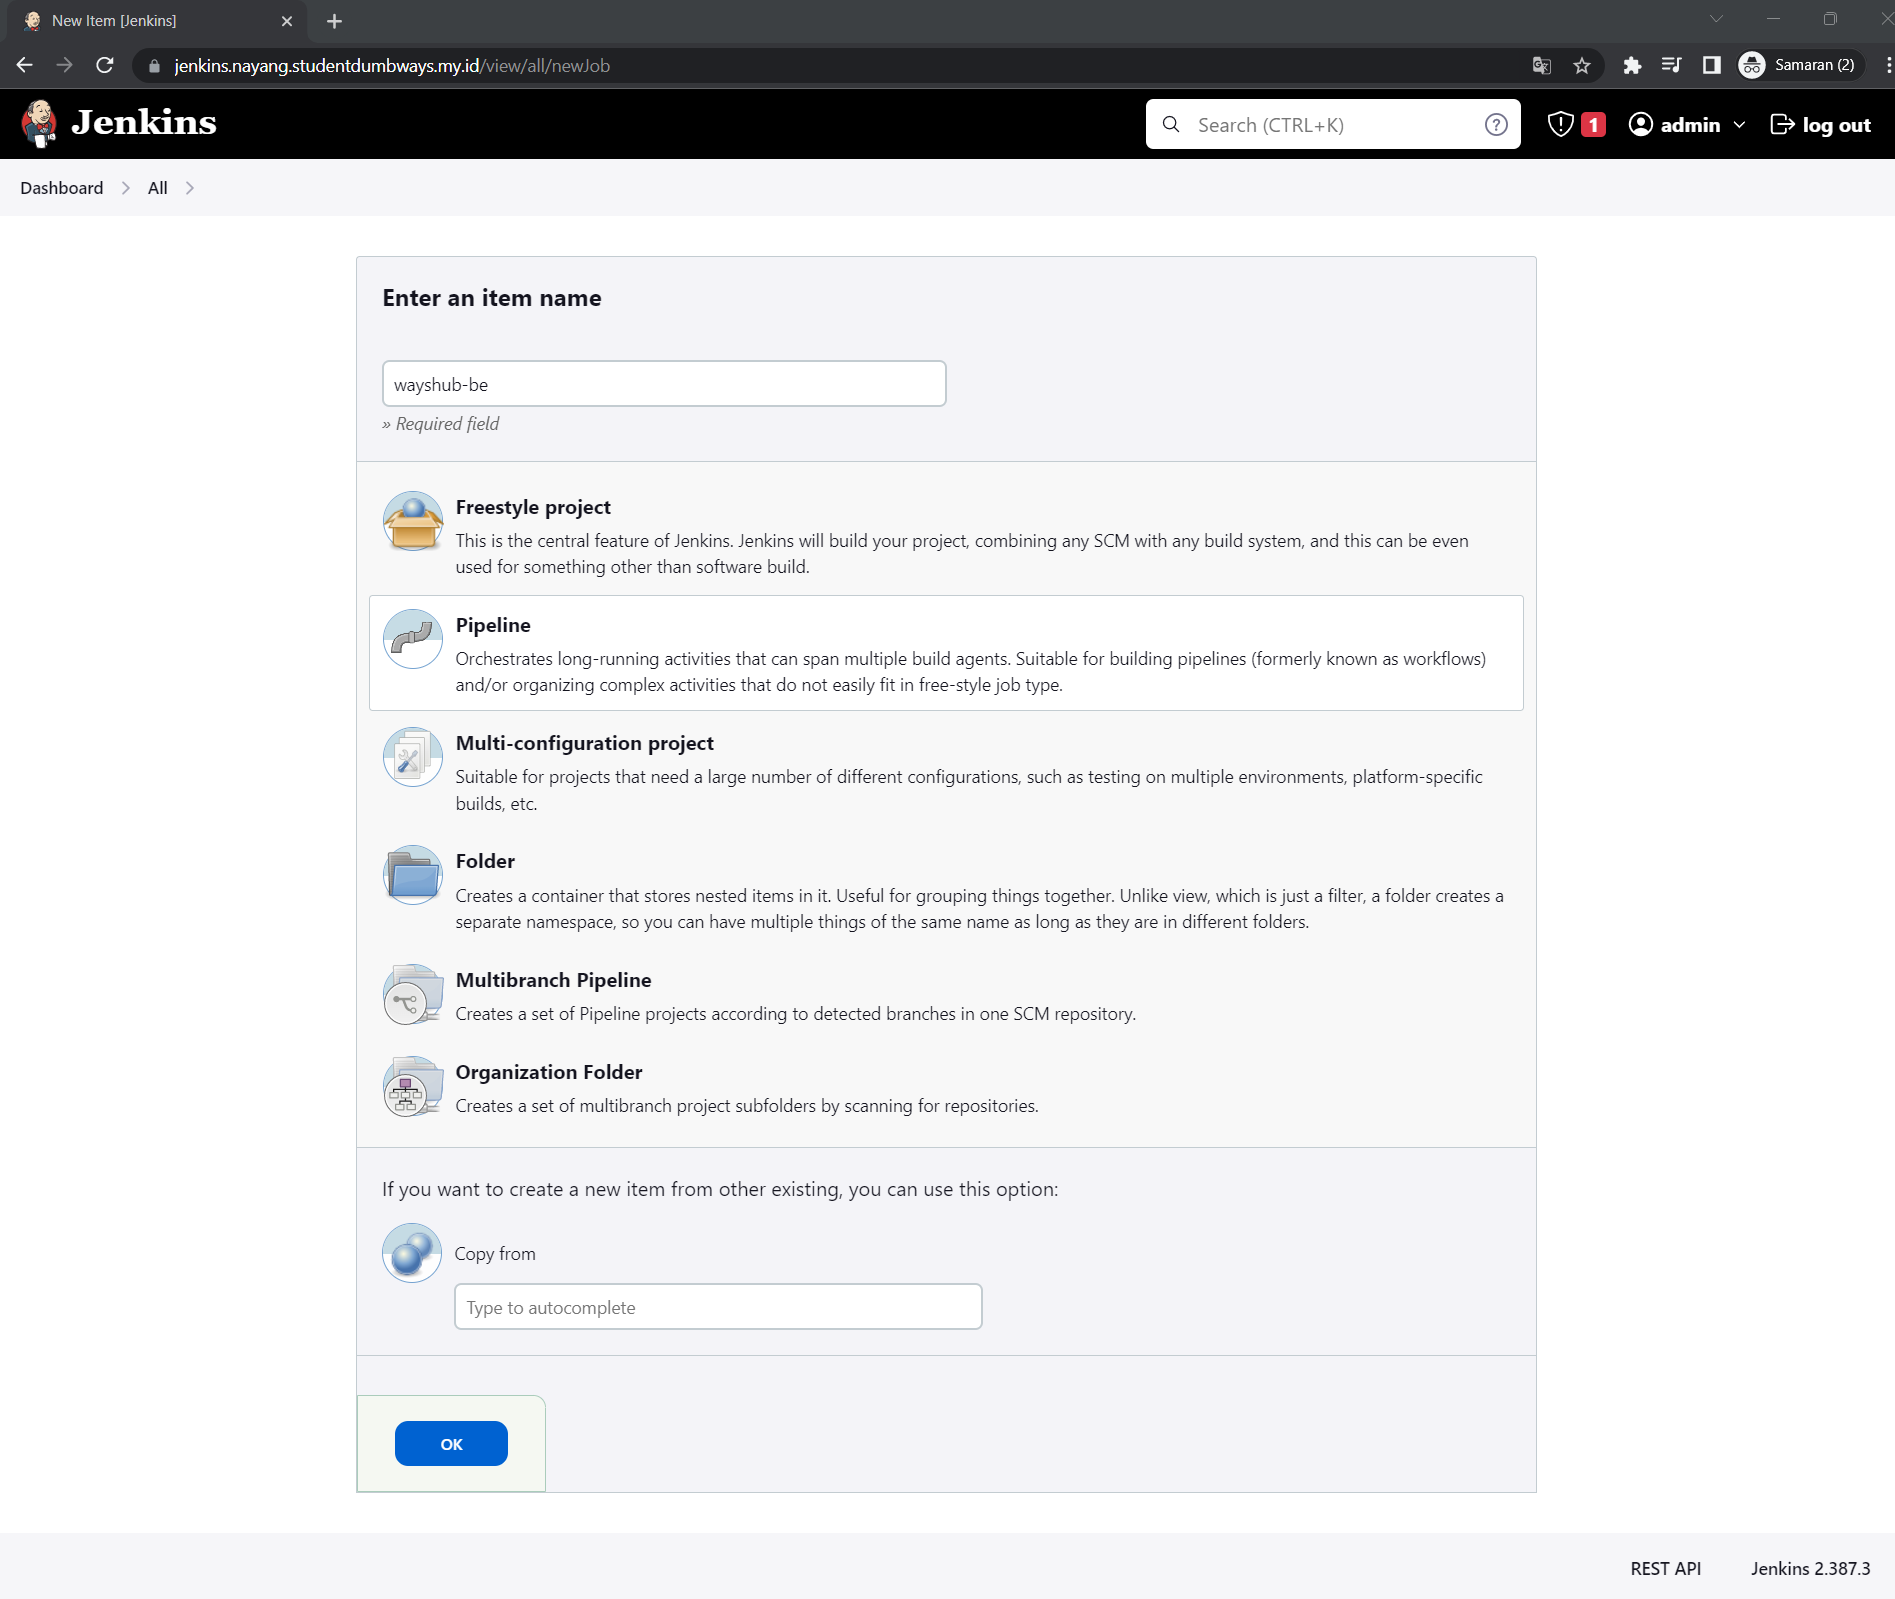 New Item [Jenkins]
jenkins.nayang.studentdumbways.my.id/view/all/newJob
Samaran (2)
Jenkins
Search (CTRL+K)
1
admin
log out
Dashboard
All
Enter an item name
wayshub-be
» Required field
Freestyle project
This is the central feature of Jenkins. Jenkins will build your project, combining any SCM with any build system, and this can be even
used for something other than software build.
Pipeline
Orchestrates long-running activities that can span multiple build agents. Suitable for building pipelines (formerly known as workflows)
and/or organizing complex activities that do not easily fit in free-style job type.
Multi-configuration project
Suitable for projects that need a large number of different configurations, such as testing on multiple environments, platform-specific
builds, etc.
Folder
Creates a container that stores nested items in it. Useful for grouping things together. Unlike view, which is just a filter, a folder creates a
separate namespace, so you can have multiple things of the same name as long as they are in different folders.
Multibranch Pipeline
Creates a set of Pipeline projects according to detected branches in one SCM repository.
Organization Folder
Creates a set of multibranch project subfolders by scanning for repositories.
If you want to create a new item from other existing, you can use this option:
Copy from
Type to autocomplete
OK
REST API
Jenkins 2.387.3